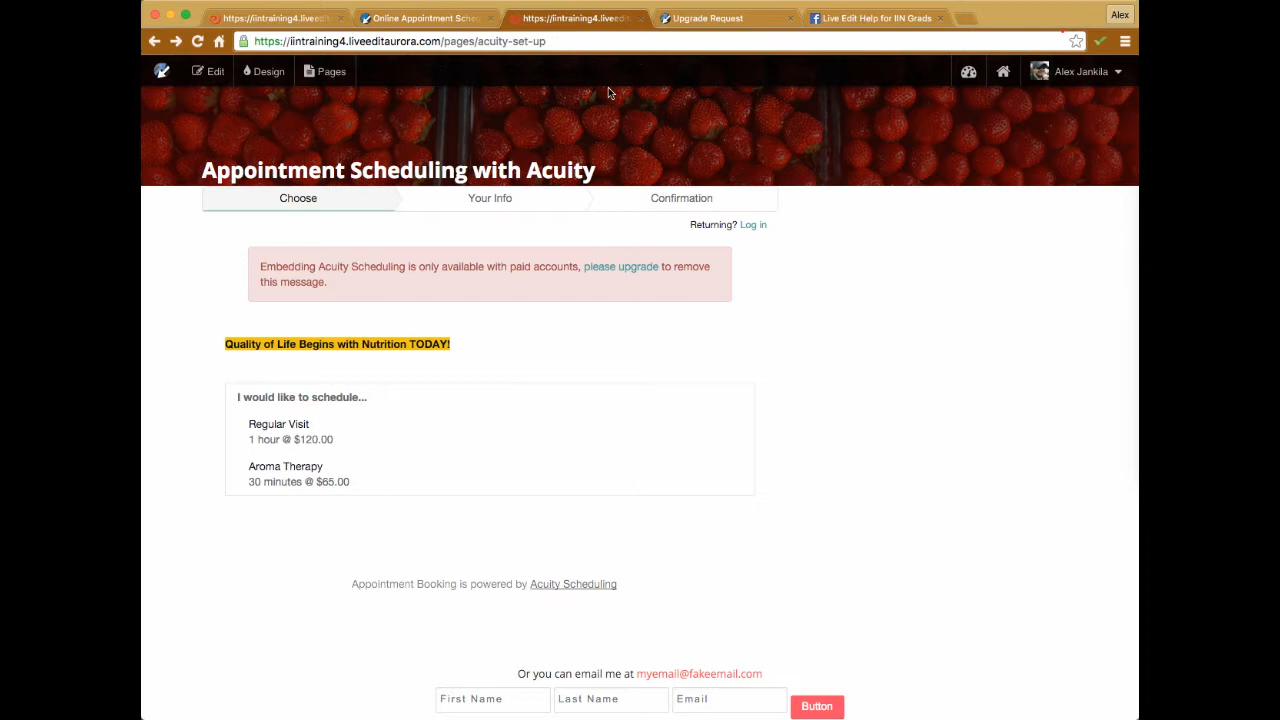 https://iintraining4.liveedit
Online Appointment Sched
https://iintraining4.liveedit
Upgrade Request
Live Edit Help for IIN Grads
Alex
https://iintraining4.liveeditaurora.com/pages/acuity-set-up
Edit
Design
Pages
Alex Jankila
Appointment Scheduling with Acuity
Choose
Your Info
Confirmation
Returning? Log in
Embedding Acuity Scheduling is only available with paid accounts, please upgrade to remove
this message.
Quality of Life Begins with Nutrition TODAY!
I would like to schedule...
Regular Visit
1 hour @ $120.00
Aroma Therapy
30 minutes @ $65.00
Appointment Booking is powered by Acuity Scheduling
Or you can email me at myemail@fakeemail.com
First Name
Last Name
Email
Button